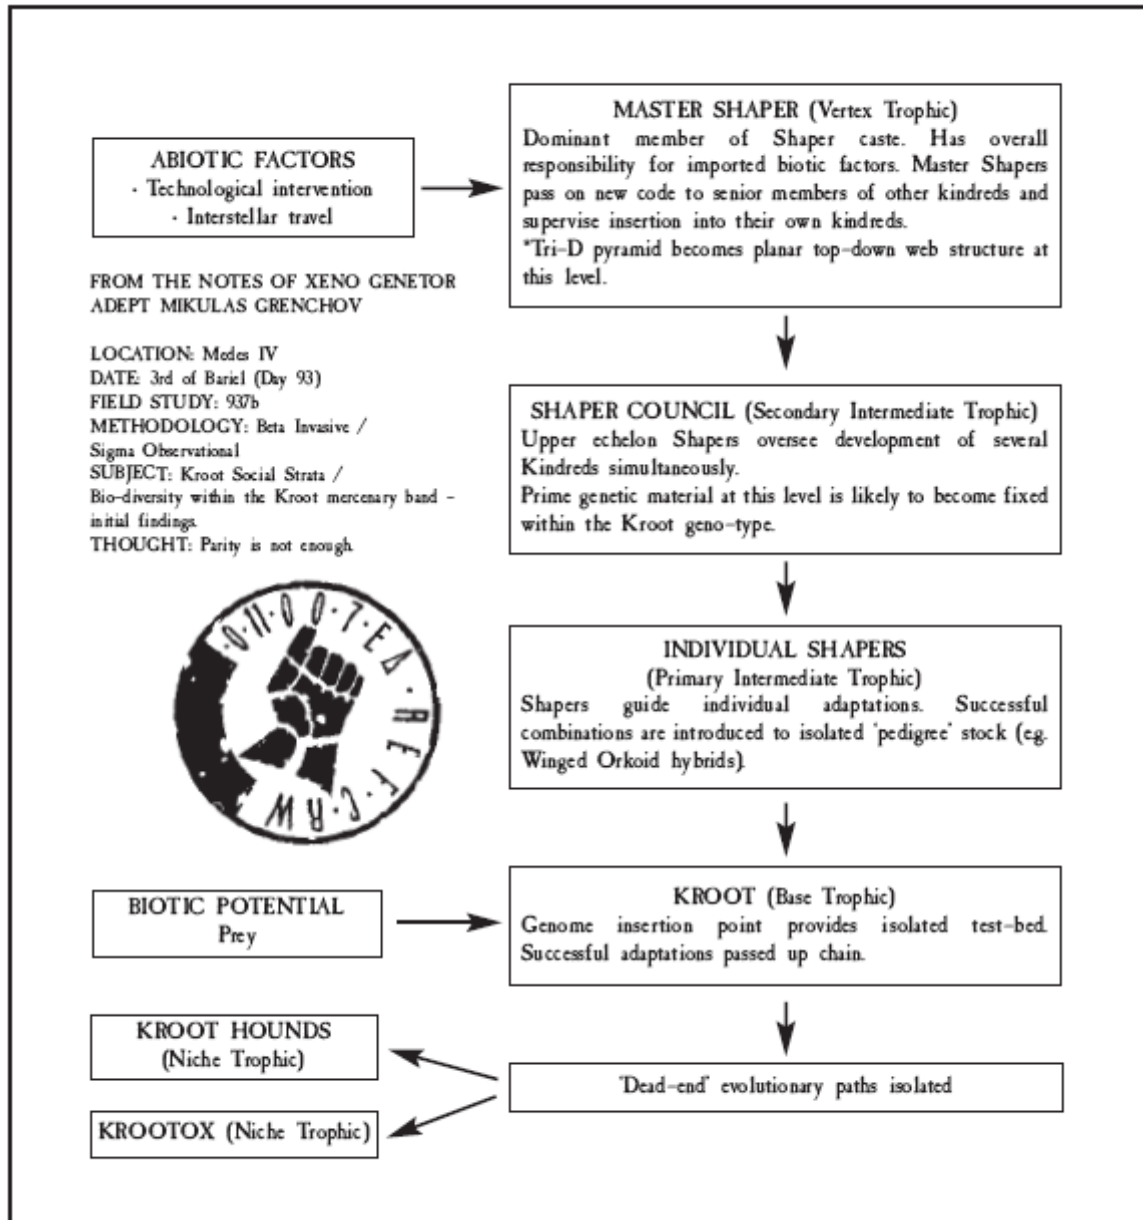 ABIOTIC FACTORS
· Technological intervention
· Interstellar travel
MASTER SHAPER (Vertex Trophic)
Dominant member of Shaper caste. Has overall
responsibility for imported biotic factors. Master Shapers
pass on new code to senior members of other kindreds and
supervise insertion into their own kindreds.
*Tri-D pyramid becomes planar top-down web structure at
this level.
FROM THE NOTES OF XENO GENETOR
ADEPT MIKULAS GRENCHOV
LOCATION: Medes IV
DATE: 3rd of Bariel (Day 93)
FIELD STUDY: 937b
METHODOLOGY: Beta Invasive /
Sigma Observational
SUBJECT: Kroot Social Strata /
Bio-diversity within the Kroot mercenary band -
initial findings.
THOUGHT: Parity is not enough.
SHAPER COUNCIL (Secondary Intermediate Trophic)
Upper echelon Shapers oversee development of several
Kindreds simultaneously.
Prime genetic material at this level is likely to become fixed
within the Kroot geno-type.
INDIVIDUAL SHAPERS
(Primary Intermediate Trophic)
Shapers guide individual adaptations. Successful
combinations are introduced to isolated 'pedigree' stock (e.g.
Winged Orkoid hybrids).
BIOTIC POTENTIAL
Prey
KROOT (Base Trophic)
Genome insertion point provides isolated test-bed.
Successful adaptations passed up chain.
KROOT HOUNDS
(Niche Trophic)
'Dead-end' evolutionary paths isolated
KROOTOX (Niche Trophic)